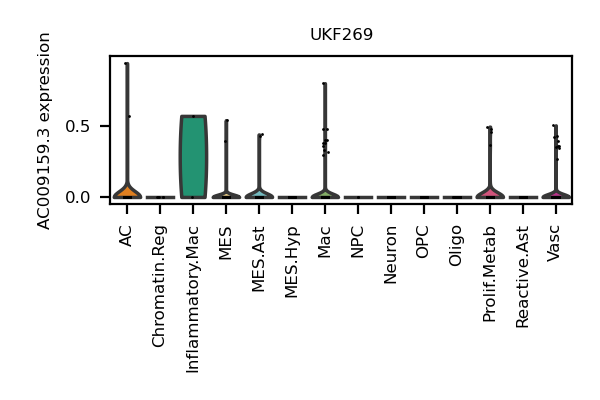 UKF269
AC009159.3 expression
0.5
0.0
AC
Chromatin.Reg
Inflammatory.Mac
MES
MES.Ast
MES.Hyp
Mac
NPC
Neuron
OPC
Oligo
Prolif.Metab
Reactive.Ast
Vasc